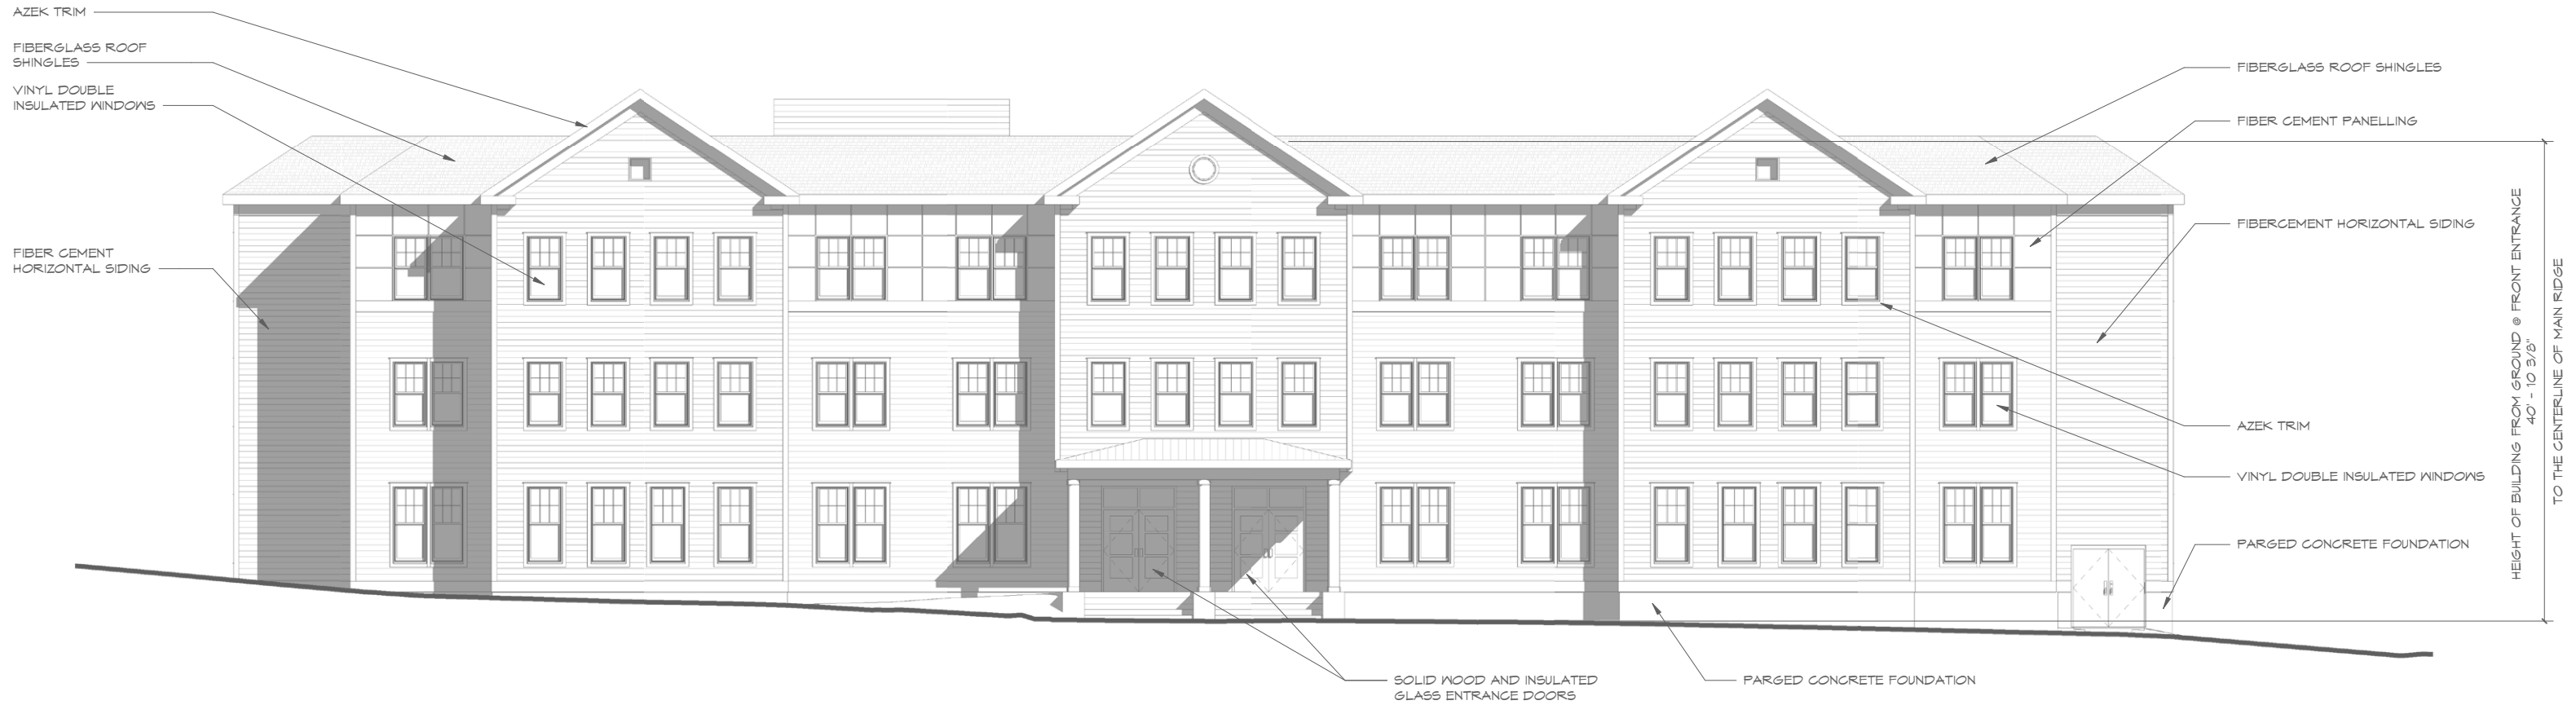 AZEK TRIM
FIBERGLASS ROOF
SHINGLES
VINYL DOUBLE
INSULATED WINDOWS
FIBER CEMENT
HORIZONTAL SIDING
FIBERGLASS ROOF SHINGLES
FIBER CEMENT PANELLING
FIBERCEMENT HORIZONTAL SIDING
AZEK TRIM
VINYL DOUBLE INSULATED WINDOWS
PARGED CONCRETE FOUNDATION
HEIGHT OF BUILDING FROM GROUND @ FRONT ENTRANCE
40' - 10 3/8"
TO THE CENTERLINE OF MAIN RIDGE
SOLID WOOD AND INSULATED
GLASS ENTRANCE DOORS
PARGED CONCRETE FOUNDATION